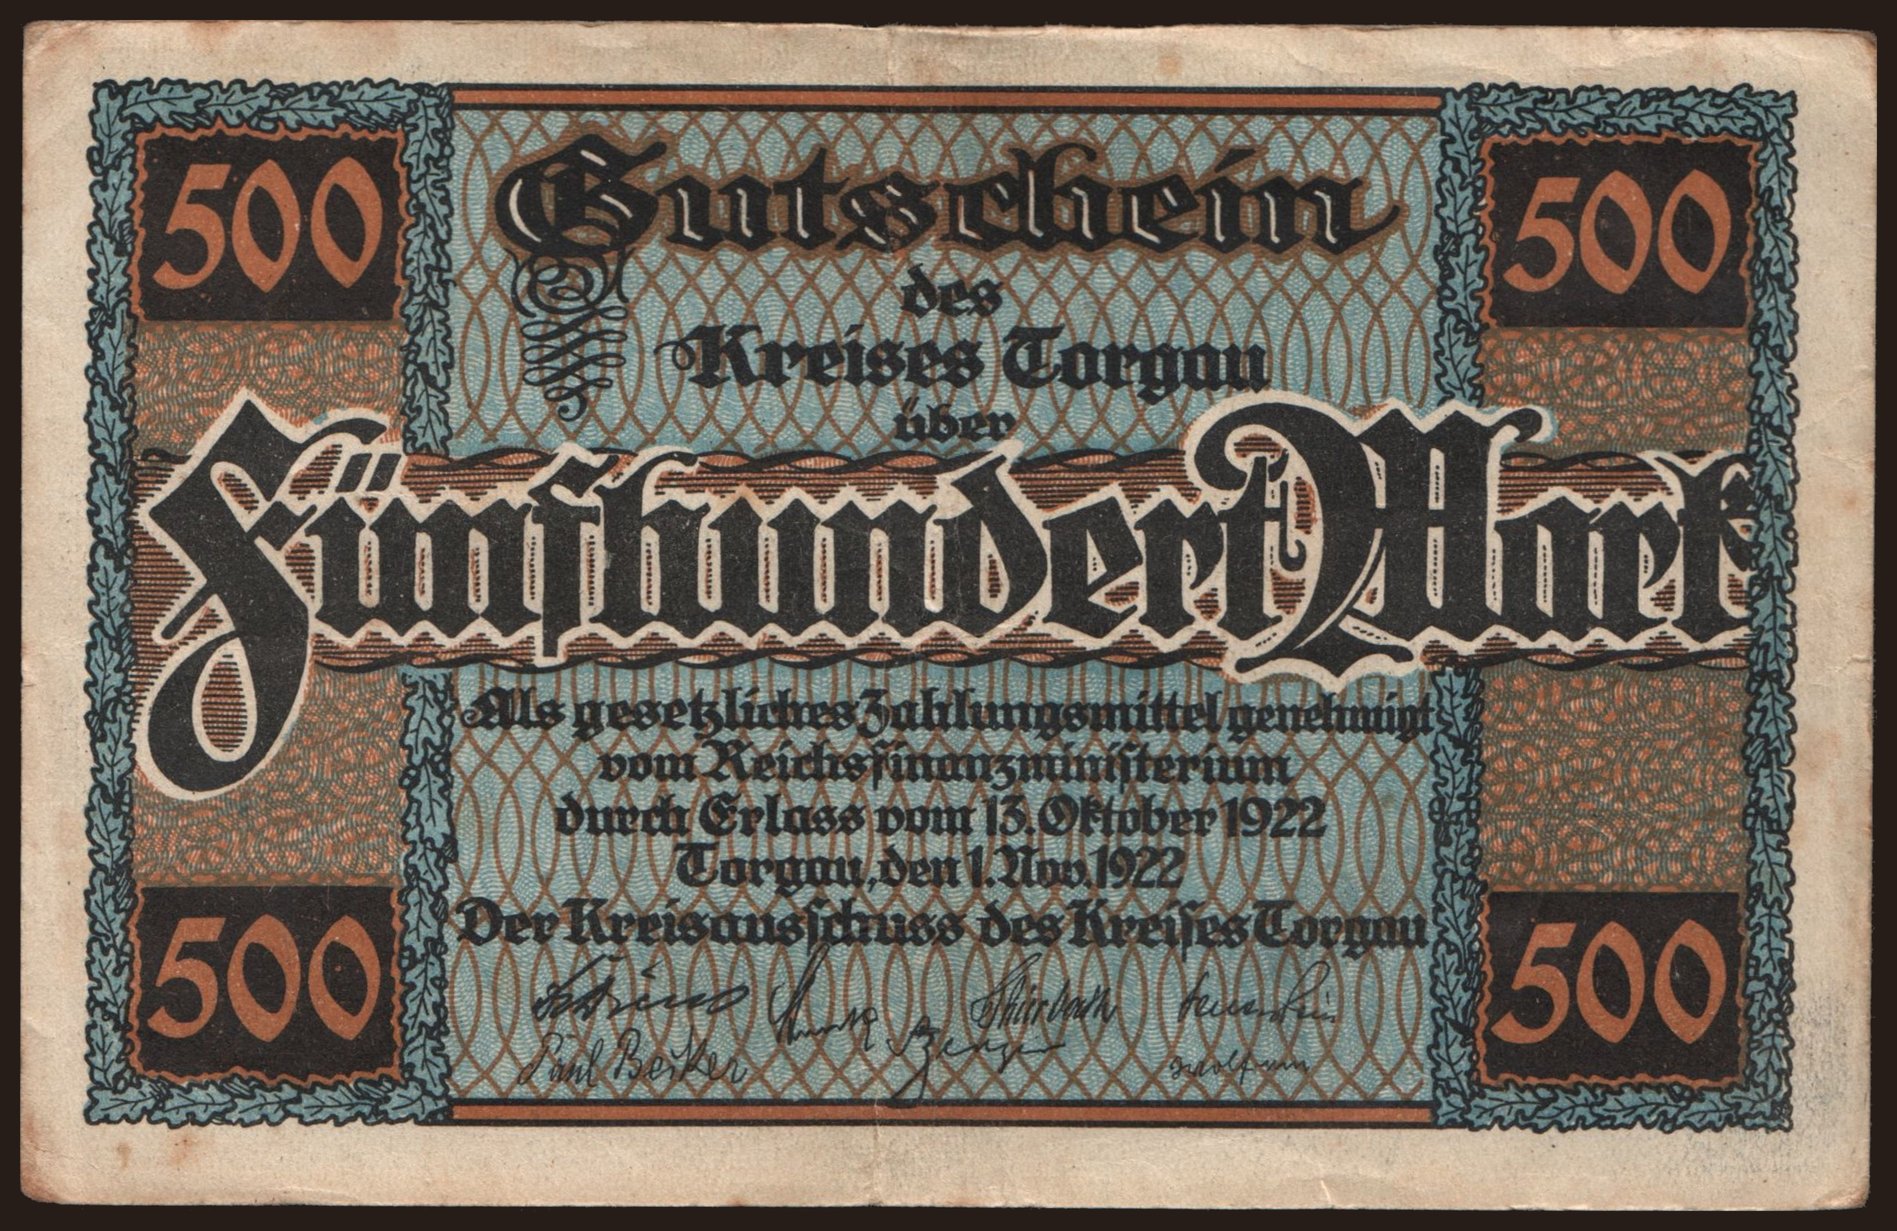 500 500
Gutschein
des
Kreises Torgau
über
Fünfhundert Mark
Als gesetzliches Zahlungsmittel genehmigt
vom Reichsfinanzministerium
durch Erlass vom 13. Oktober 1922
Torgau, den 1. Nov. 1922
Der Kreisausschuss des Kreises Torgau
500 500
Paul Becker